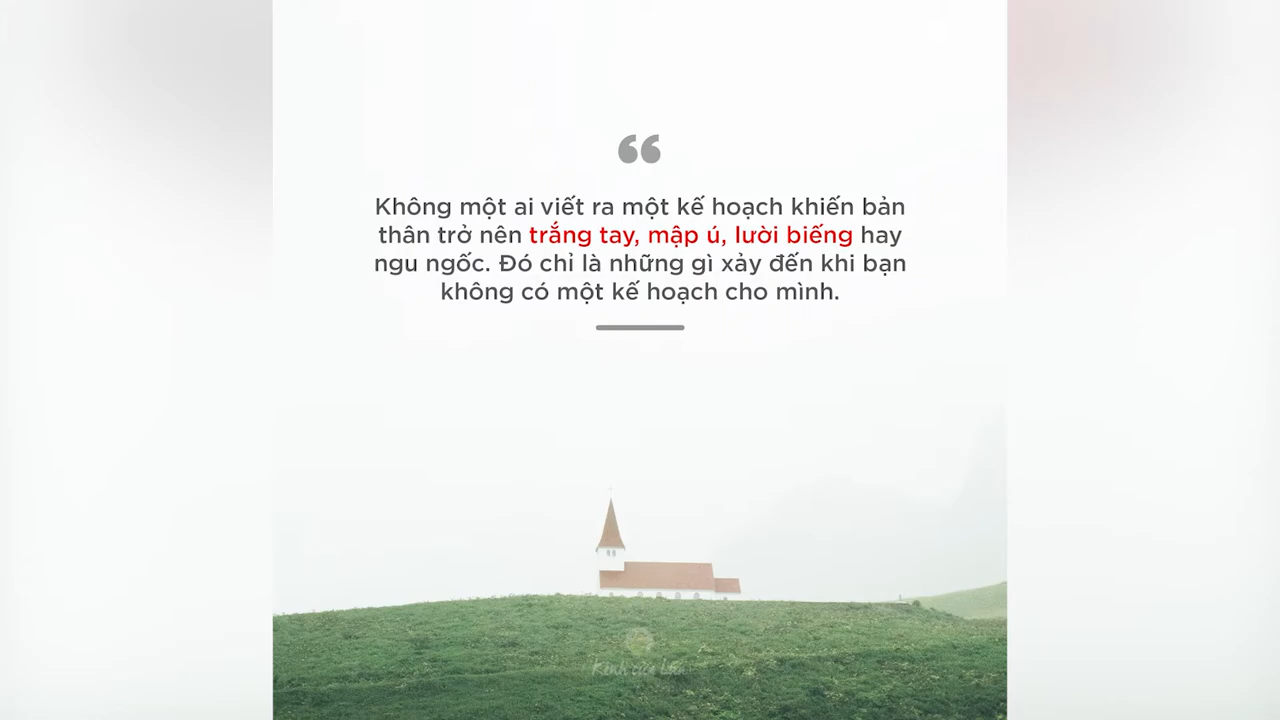 “
Không một ai viết ra một kế hoạch khiến bản
thân trở nên trắng tay, mập ú, lười biếng hay
ngu ngốc. Đó chỉ là những gì xảy đến khi bạn
không có một kế hoạch cho mình.